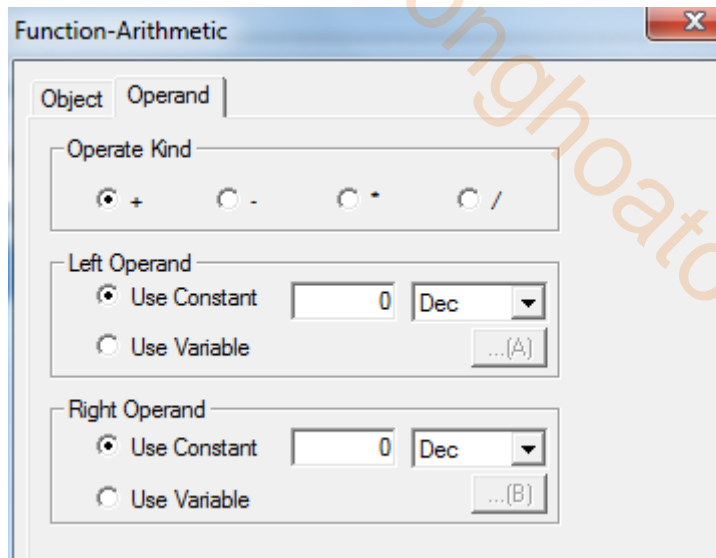 Function-Arithmetic
Object Operand
Operate Kind
+ - * /
Left Operand
Use Constant 0 Dec
Use Variable ...(A)
Right Operand
Use Constant 0 Dec
Use Variable ...(B)